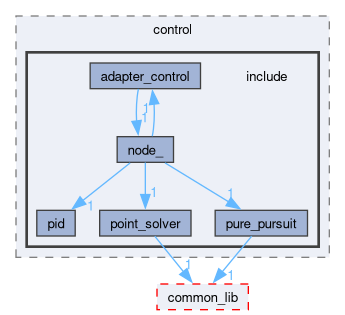 control
adapter_control
include
1
1
node_
1
1
1
pid
point_solver
pure_pursuit
1
1
common_lib